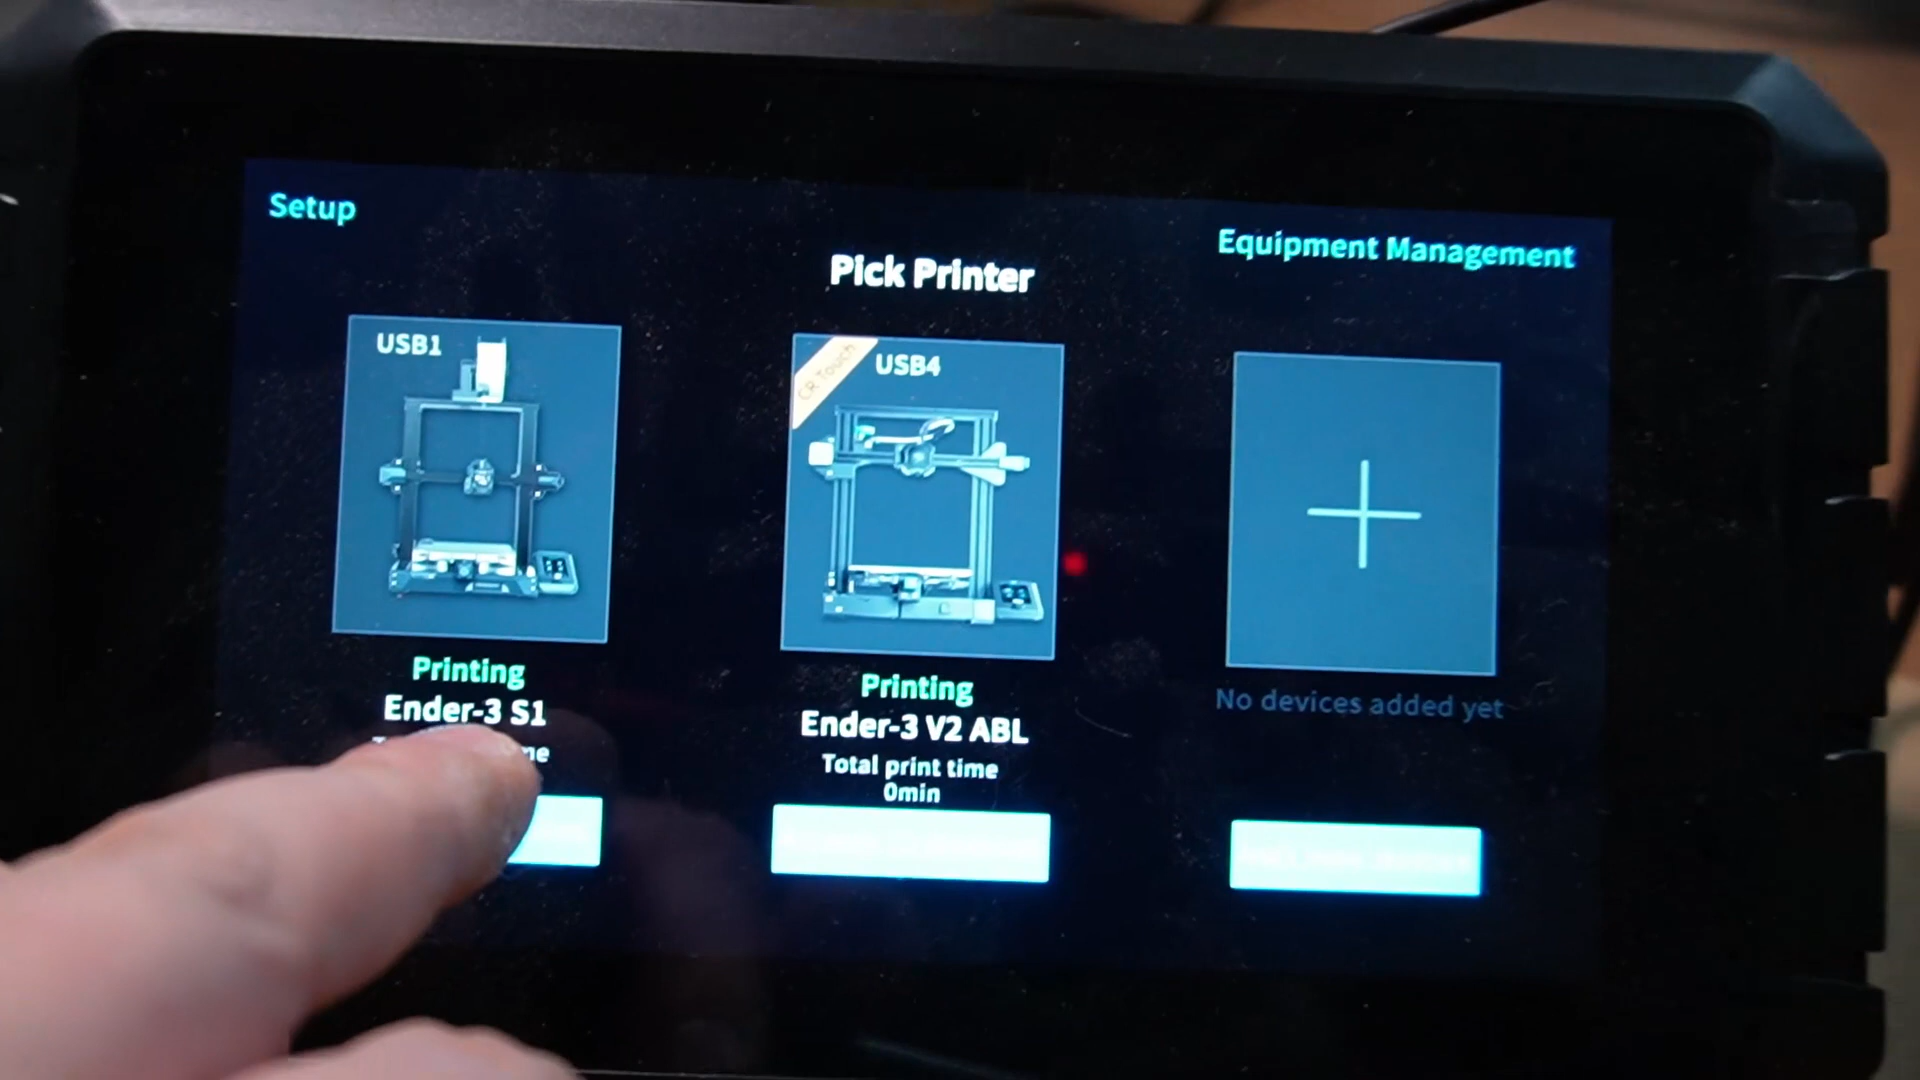 Setup
Equipment Management
Pick Printer
USB1
CR Touch
USB4
Printing
Ender-3 S1
Printing
Ender-3 V2 ABL
Total print time
0min
No devices added yet